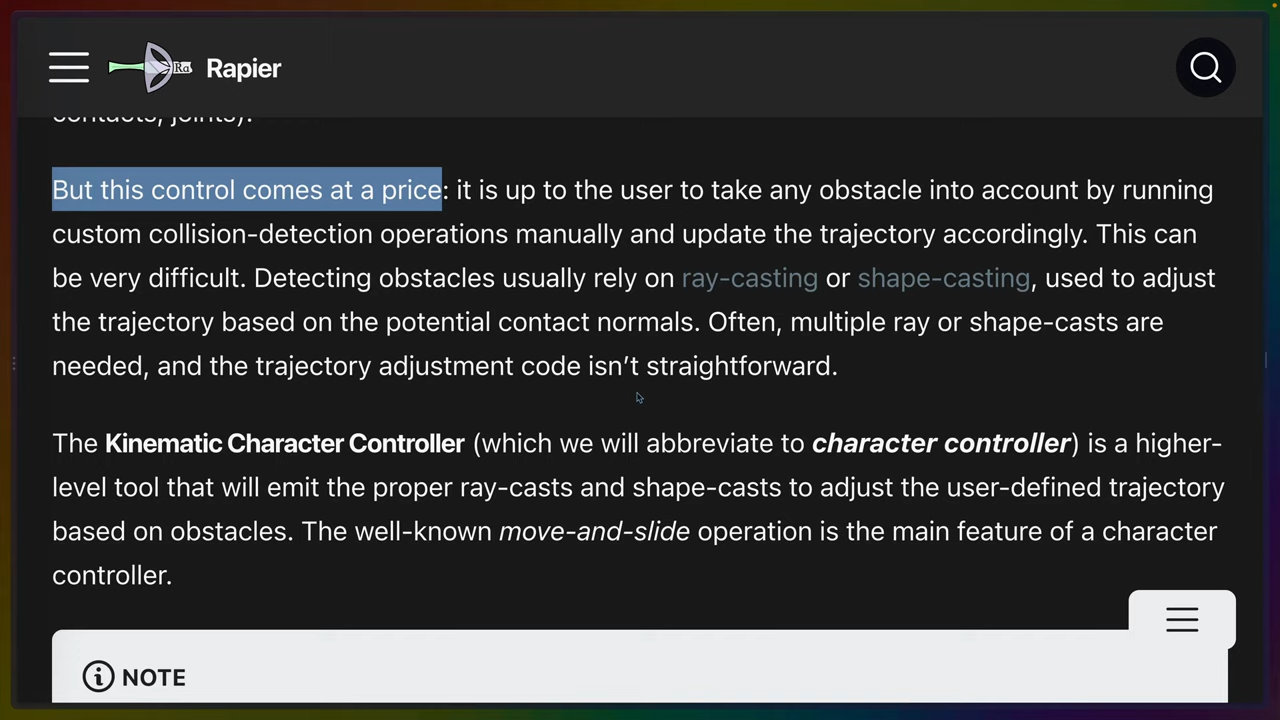 Ra
Rapier
contacts, joints).
But this control comes at a price: it is up to the user to take any obstacle into account by running
custom collision-detection operations manually and update the trajectory accordingly. This can
be very difficult. Detecting obstacles usually rely on ray-casting or shape-casting, used to adjust
the trajectory based on the potential contact normals. Often, multiple ray or shape-casts are
needed, and the trajectory adjustment code isn’t straightforward.
The Kinematic Character Controller (which we will abbreviate to character controller) is a higher-
level tool that will emit the proper ray-casts and shape-casts to adjust the user-defined trajectory
based on obstacles. The well-known move-and-slide operation is the main feature of a character
controller.
NOTE